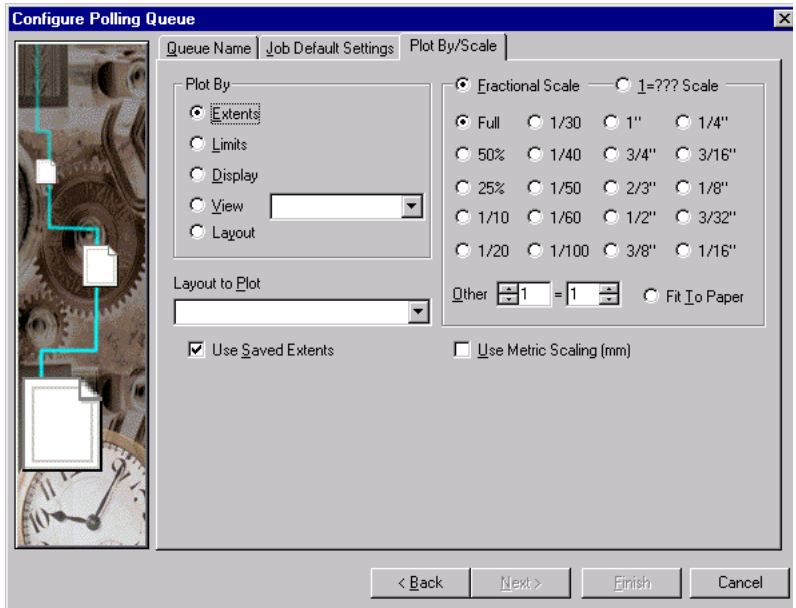 Configure Polling Queue
Queue Name Job Default Settings Plot By/Scale
Plot By
Extents
Limits
Display
View
Layout
Layout to Plot
Use Saved Extents
Fractional Scale 1=??? Scale
Full 1/30 1" 1/4"
50% 1/40 3/4" 3/16"
25% 1/50 2/3" 1/8"
1/10 1/60 1/2" 3/32"
1/20 1/100 3/8" 1/16"
Other 1 = 1 Fit To Paper
Use Metric Scaling (mm)
10 9
< Back Next > Finish Cancel